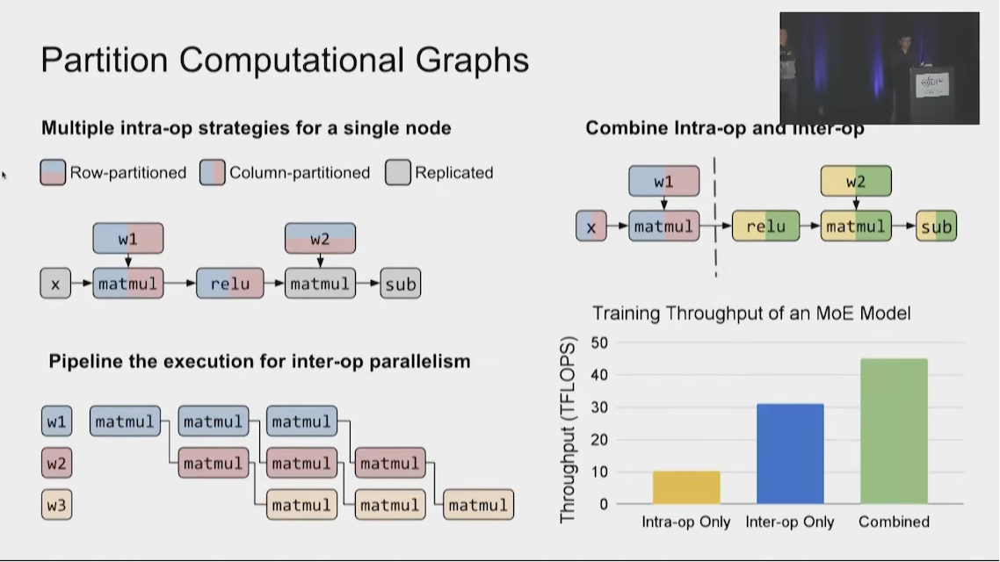 Partition Computational Graphs
Multiple intra-op strategies for a single node
Row-partitioned
Column-partitioned
Replicated
w1
w2
x
matmul
relu
matmul
sub
Pipeline the execution for inter-op parallelism
w1
matmul
matmul
matmul
w2
matmul
matmul
matmul
w3
matmul
matmul
matmul
Combine Intra-op and Inter-op
w1
w2
x
matmul
relu
matmul
sub
Training Throughput of an MoE Model
Throughput (TFLOPS)
50
40
30
20
10
0
Intra-op Only
Inter-op Only
Combined